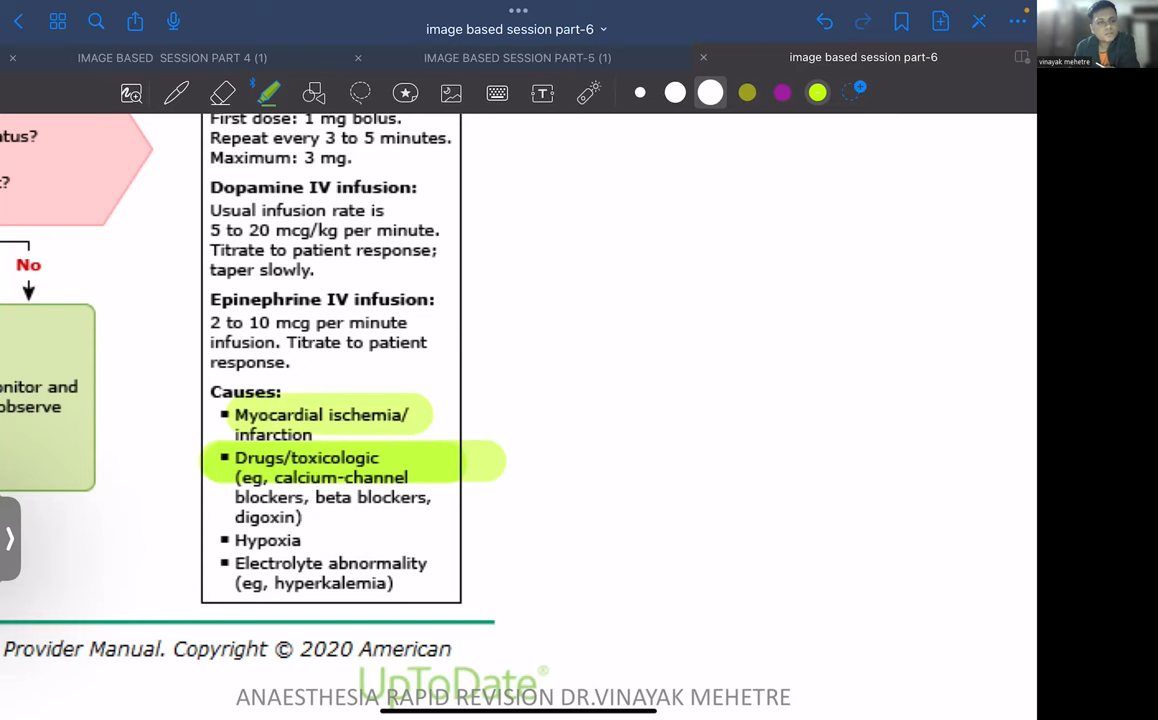 image based session part-6
IMAGE BASED SESSION PART 4 (1)
IMAGE BASED SESSION PART-5 (1)
image based session part-6
vinayak mehetre
atus?
?
No
onitor and
observe
First dose: 1 mg bolus.
Repeat every 3 to 5 minutes.
Maximum: 3 mg.
Dopamine IV infusion:
Usual infusion rate is
5 to 20 mcg/kg per minute.
Titrate to patient response;
taper slowly.
Epinephrine IV infusion:
2 to 10 mcg per minute
infusion. Titrate to patient
response.
Causes:
▪ Myocardial ischemia/
infarction
▪ Drugs/toxicologic
(eg, calcium-channel
blockers, beta blockers,
digoxin)
▪ Hypoxia
▪ Electrolyte abnormality
(eg, hyperkalemia)
Provider Manual. Copyright © 2020 American
UpToDate®
ANAESTHESIA RAPID REVISION DR.VINAYAK MEHETRE